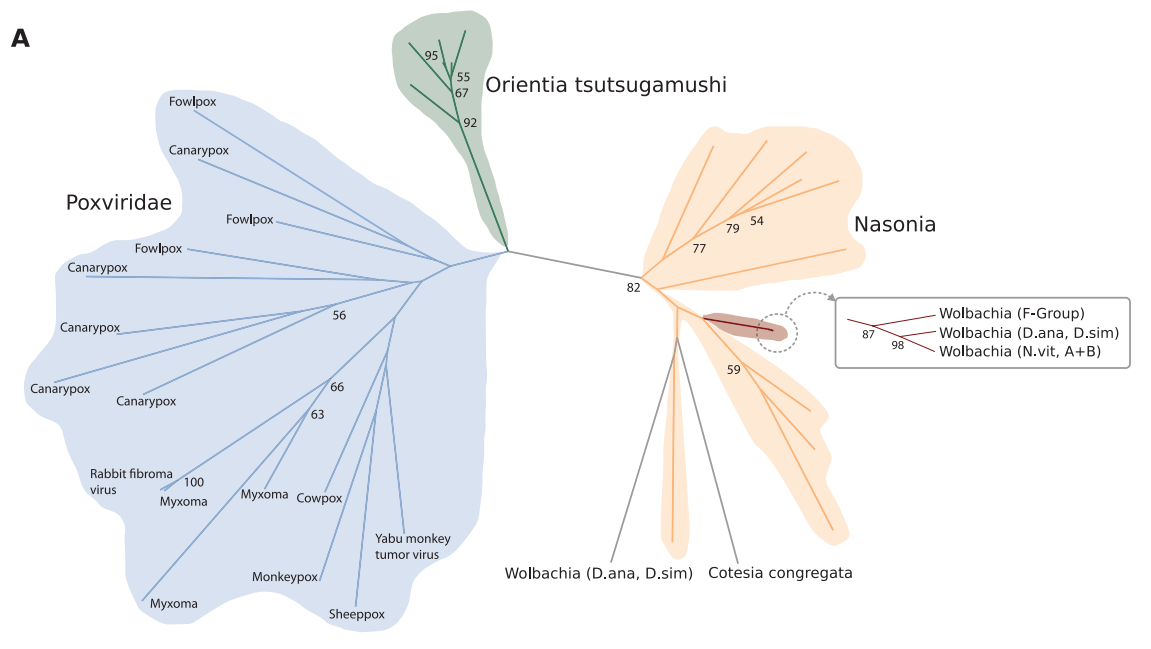 A
Orientia tsutsugamushi
95
55
67
92
Poxviridae
Fowlpox
Canarypox
Fowlpox
Fowlpox
Canarypox
Canarypox
56
Canarypox
Canarypox
66
63
Rabbit fibroma
virus
100
Myxoma
Myxoma
Cowpox
Yabu monkey
tumor virus
Monkeypox
Myxoma
Sheeppox
Nasonia
54
79
77
82
59
Wolbachia (F-Group)
Wolbachia (D.ana, D.sim)
Wolbachia (N.vit, A+B)
87
98
Wolbachia (D.ana, D.sim)
Cotesia congregata